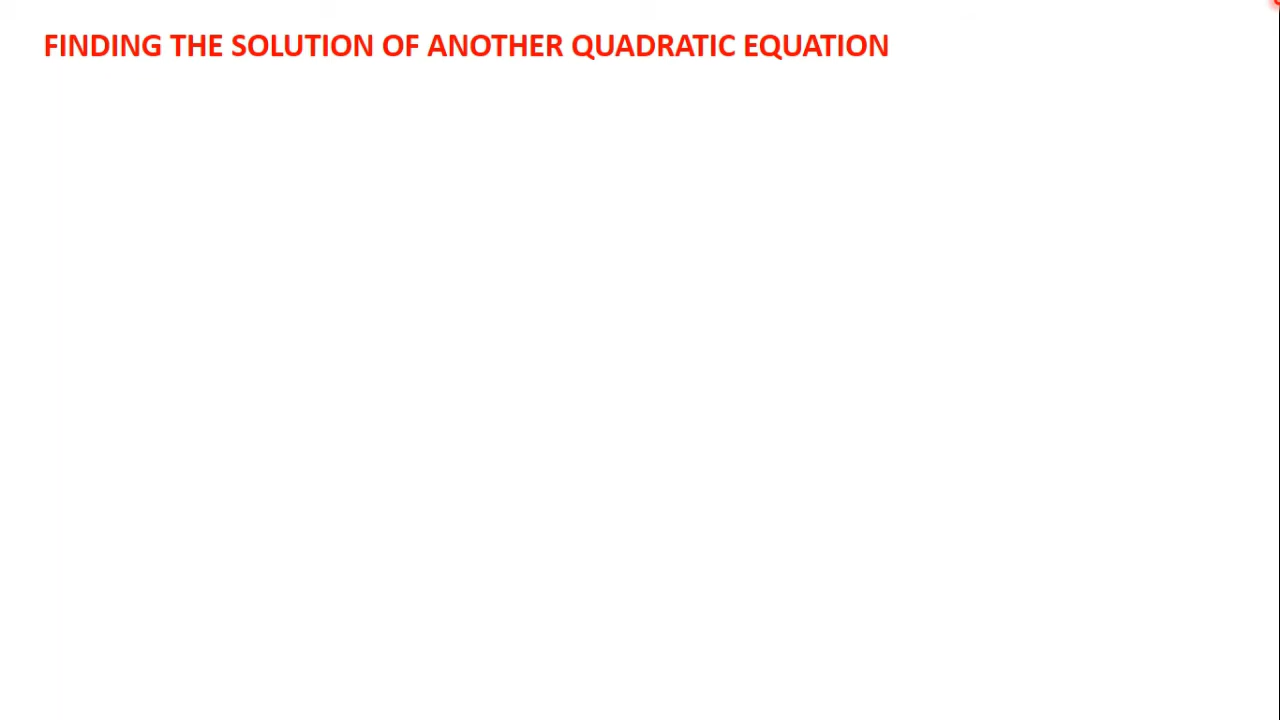 FINDING THE SOLUTION OF ANOTHER QUADRATIC EQUATION